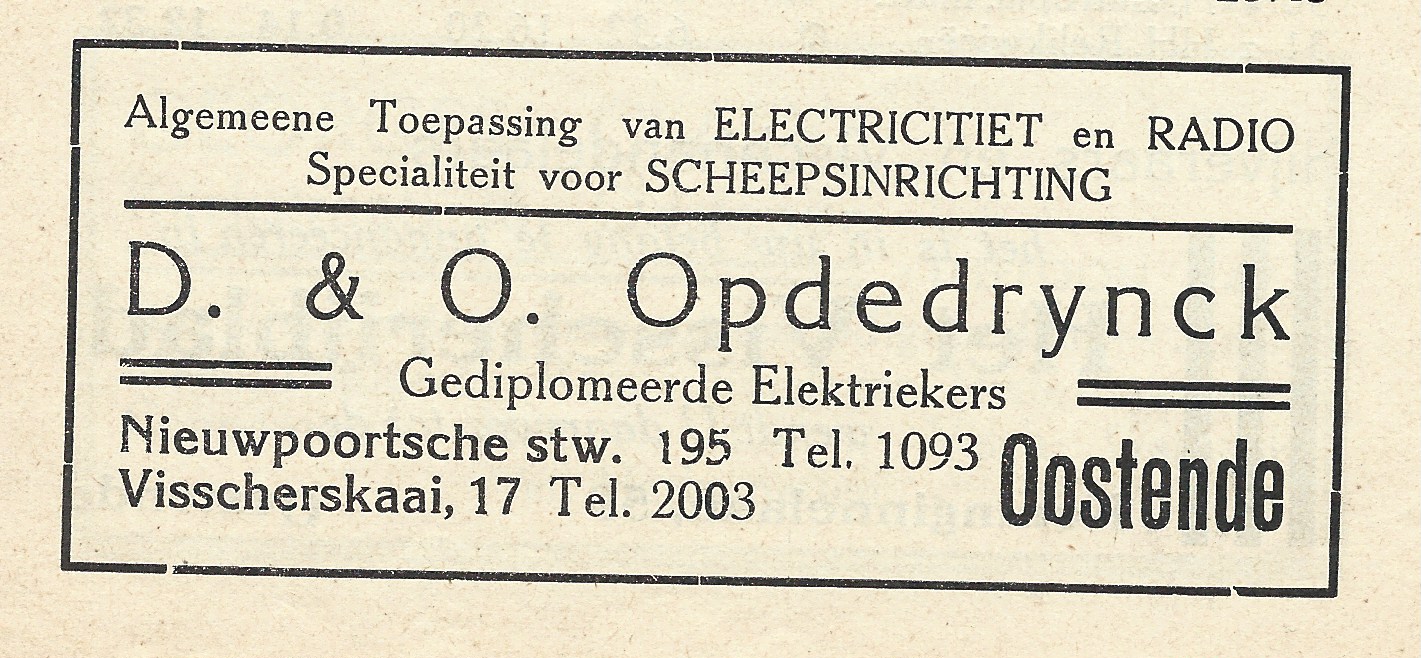 Algemeene Toepassing van ELECTRICITIET en RADIO
Specialiteit voor SCHEEPSINRICHTING
D. & O. Opdedrynck
Gediplomeerde Elektriekers
Nieuwpoortsche stw. 195 Tel. 1093
Visscherskaai, 17 Tel. 2003
Oostende